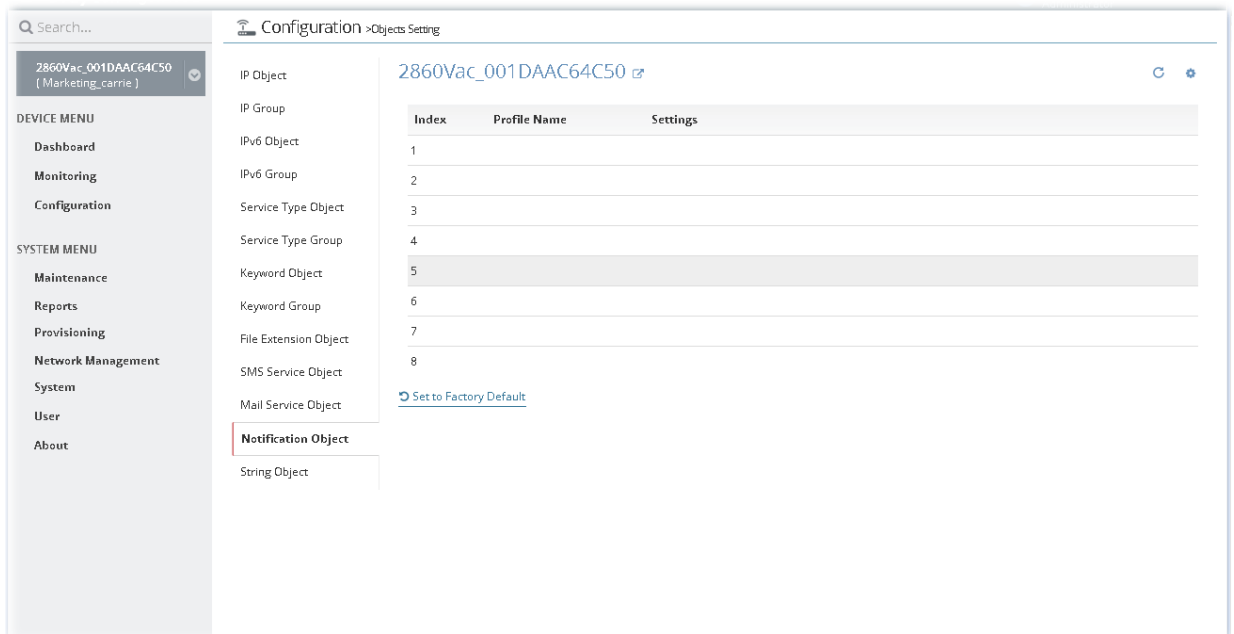 Search...
Configuration >Objects Setting
2860Vac_001DAAC64C50
( Marketing_carrie )
DEVICE MENU
Dashboard
Monitoring
Configuration
SYSTEM MENU
Maintenance
Reports
Provisioning
Network Management
System
User
About
IP Object
IP Group
IPv6 Object
IPv6 Group
Service Type Object
Service Type Group
Keyword Object
Keyword Group
File Extension Object
SMS Service Object
Mail Service Object
Notification Object
String Object
2860Vac_001DAAC64C50
Index Profile Name Settings
1
2
3
4
5
6
7
8
Set to Factory Default